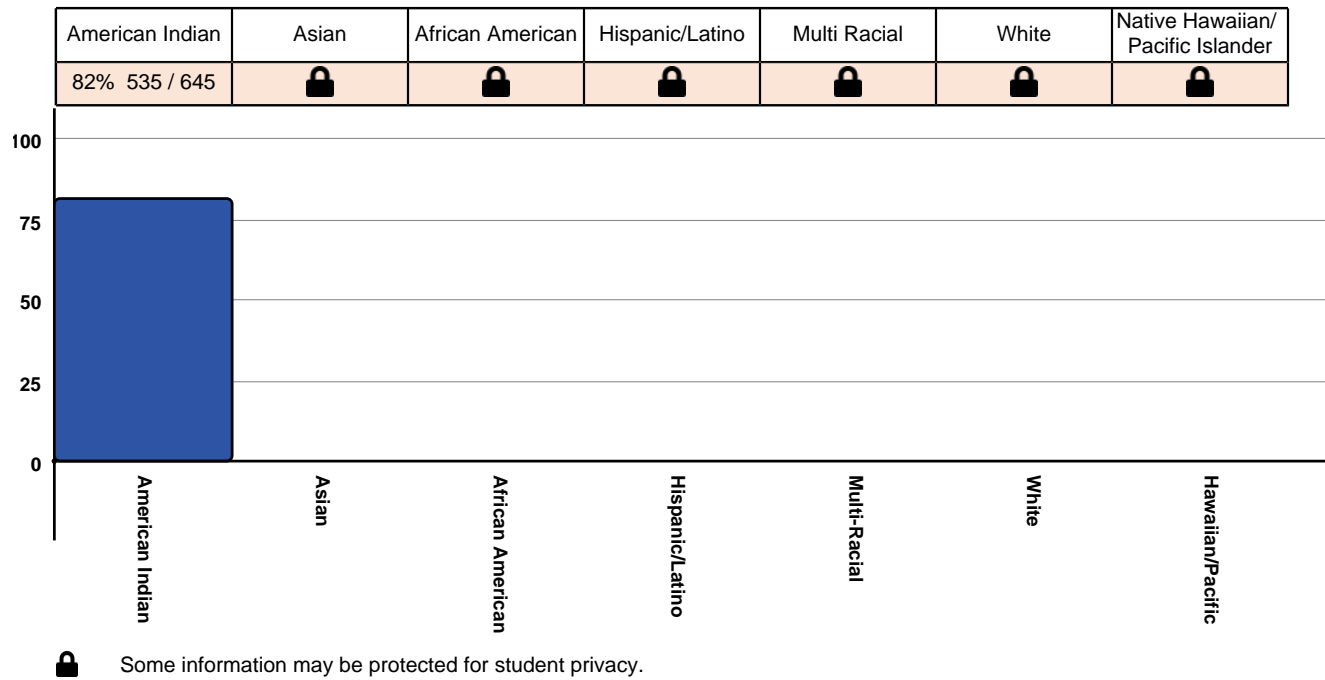 American Indian Asian African American Hispanic/Latino Multi Racial White Native Hawaiian/
Pacific Islander
82% 535 / 645
100
75
50
25
0
American Indian
Asian
African American
Hispanic/Latino
Multi-Racial
White
Hawaiian/Pacific
Some information may be protected for student privacy.